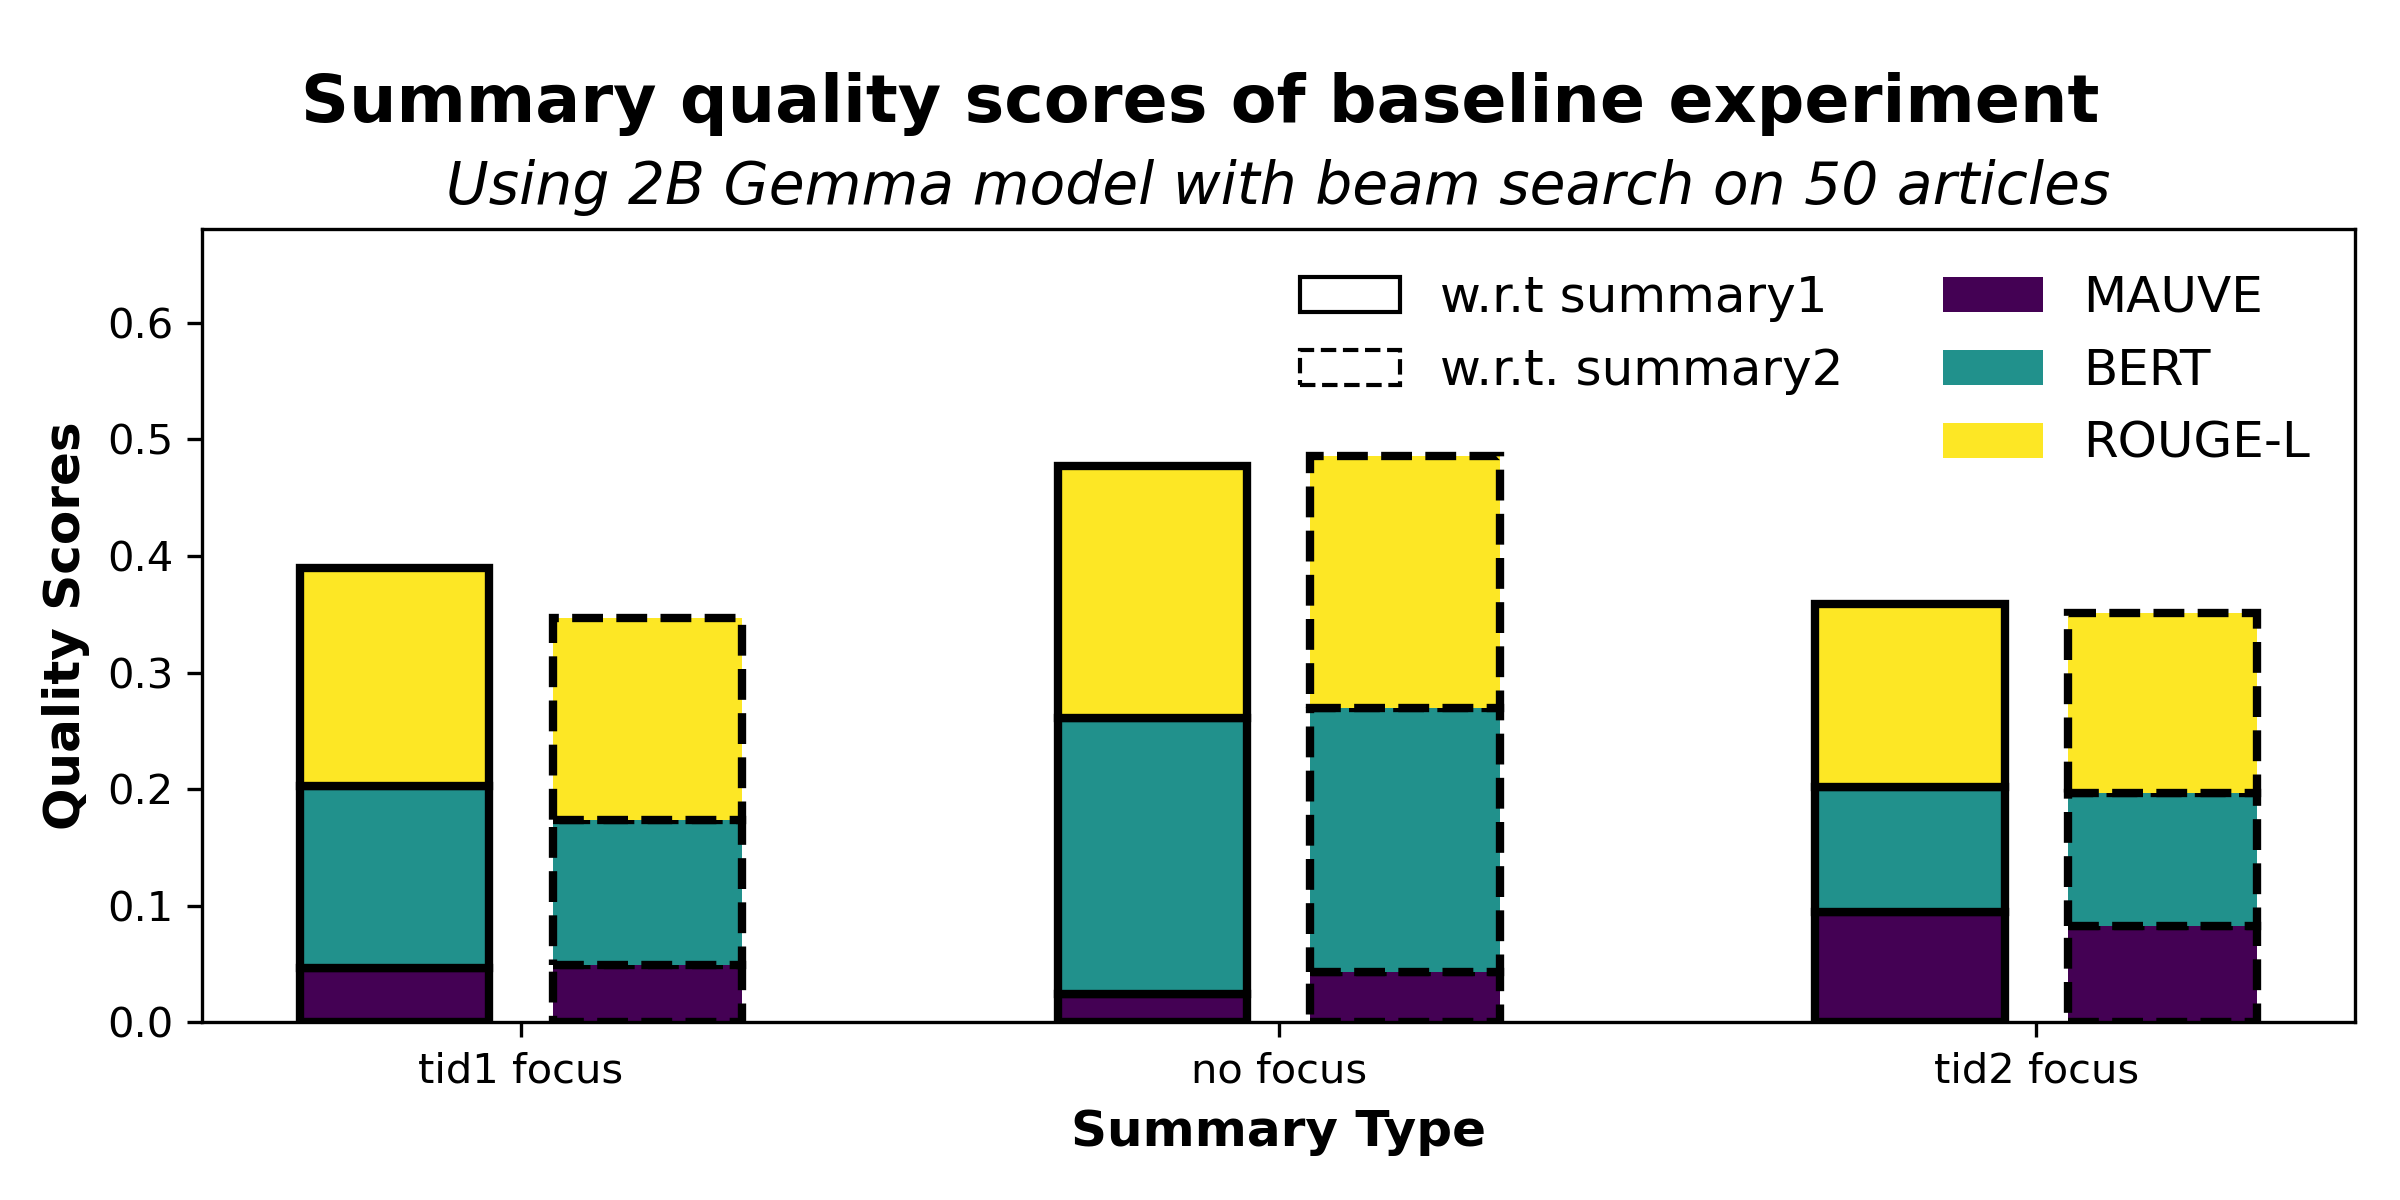 Summary quality scores of baseline experiment
Using 2B Gemma model with beam search on 50 articles
w.r.t summary1
w.r.t. summary2
MAUVE
BERT
ROUGE-L
Quality Scores
0.6
0.5
0.4
0.3
0.2
0.1
0.0
tid1 focus
no focus
tid2 focus
Summary Type